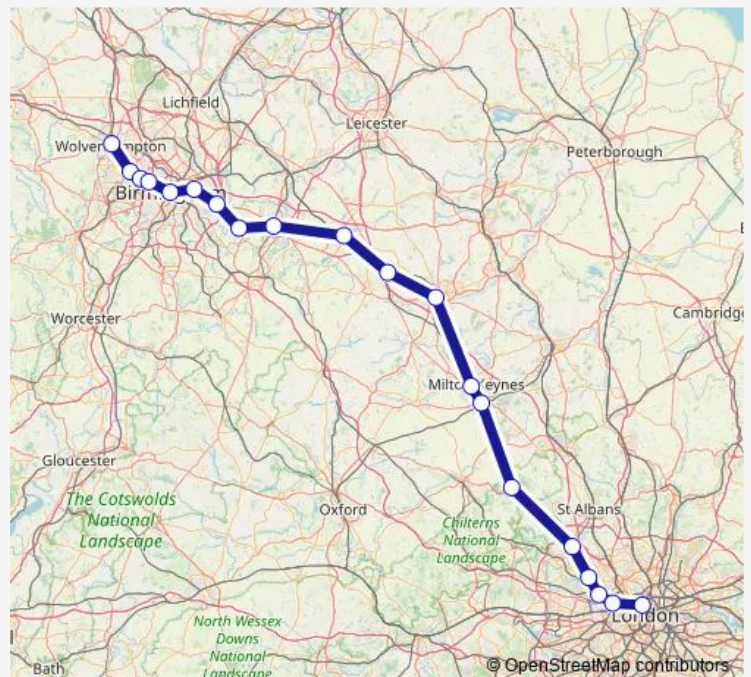 Lichfield
Leicester
Wolverhampton
Peterborough
Birmingham
Worcester
Cambridge
Milton Keynes
Gloucester
The Cotswolds
National
Landscape
Oxford
St Albans
Chilterns
National
Landscape
North Wessex
Downs
National
Landscape
London
Bath
© OpenStreetMap contributors